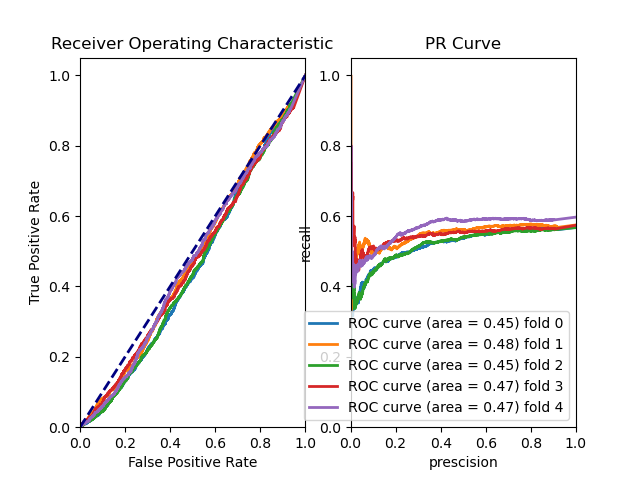 Receiver Operating Characteristic
True Positive Rate
1.0
0.8
0.6
0.4
0.2
0.0
0.0 0.2 0.4 0.6 0.8 1.0
False Positive Rate
PR Curve
recall
1.0
0.8
0.6
0.4
0.2
0.0
0.0 0.2 0.4 0.6 0.8 1.0
prescision
ROC curve (area = 0.45) fold 0
ROC curve (area = 0.48) fold 1
ROC curve (area = 0.45) fold 2
ROC curve (area = 0.47) fold 3
ROC curve (area = 0.47) fold 4